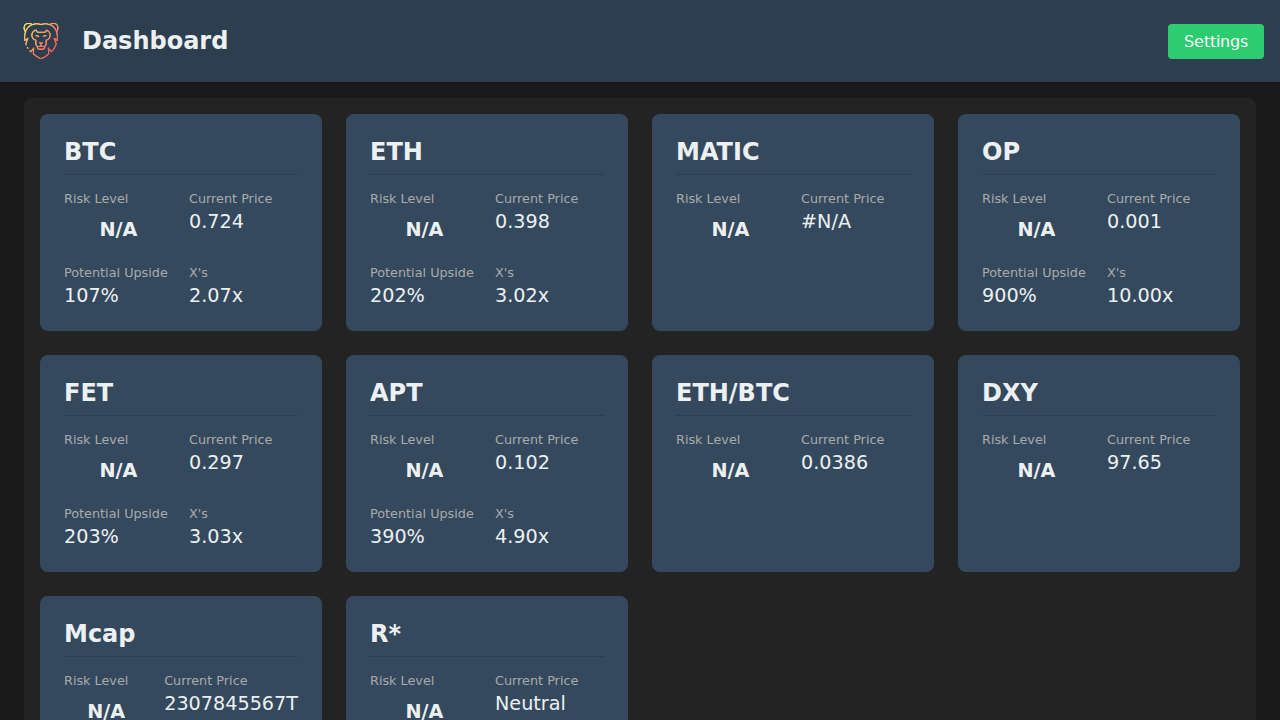 Dashboard
Settings
BTC
Risk Level
Current Price
N/A
0.724
Potential Upside
X's
107%
2.07x
ETH
Risk Level
Current Price
N/A
0.398
Potential Upside
X's
202%
3.02x
MATIC
Risk Level
Current Price
N/A
#N/A
OP
Risk Level
Current Price
N/A
0.001
Potential Upside
X's
900%
10.00x
FET
Risk Level
Current Price
N/A
0.297
Potential Upside
X's
203%
3.03x
APT
Risk Level
Current Price
N/A
0.102
Potential Upside
X's
390%
4.90x
ETH/BTC
Risk Level
Current Price
N/A
0.0386
DXY
Risk Level
Current Price
N/A
97.65
Mcap
Risk Level
Current Price
N/A
2307845567T
R*
Risk Level
Current Price
N/A
Neutral